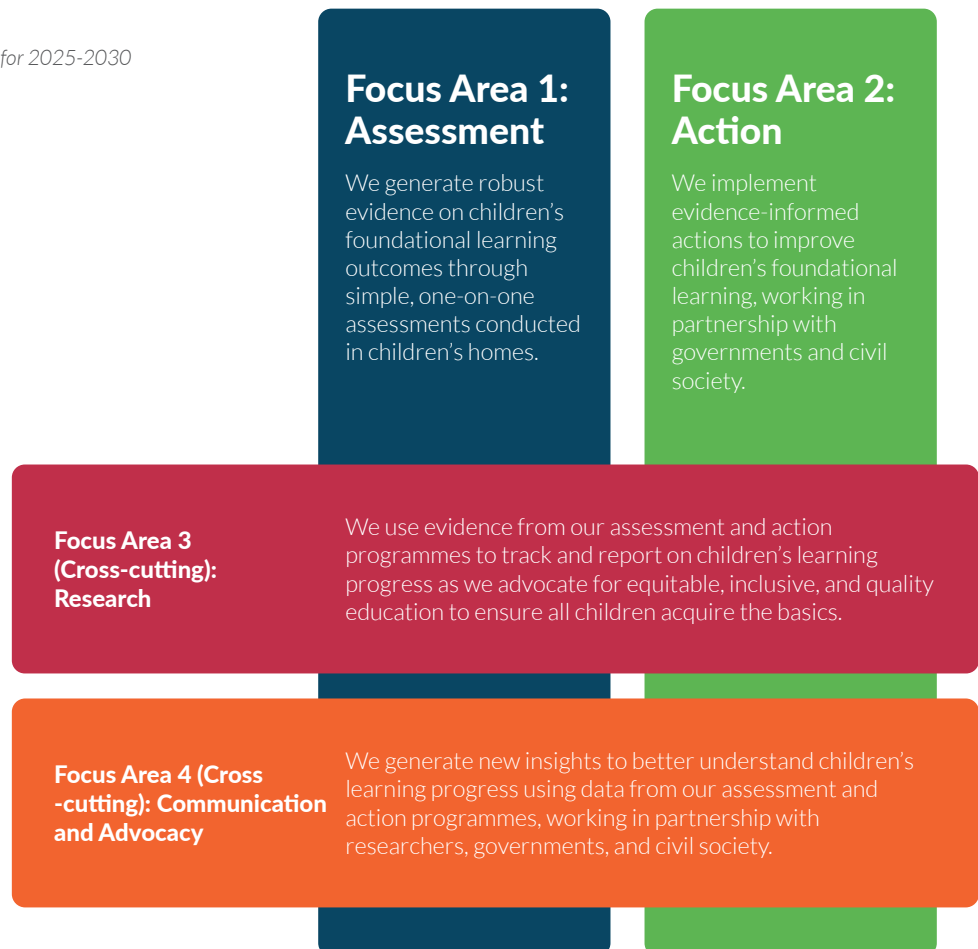 for 2025-2030
Focus Area 1:
Assessment
We generate robust
evidence on children’s
foundational learning
outcomes through
simple, one-on-one
assessments conducted
in children’s homes.
Focus Area 2:
Action
We implement
evidence-informed
actions to improve
children’s foundational
learning, working in
partnership with
governments and civil
society.
Focus Area 3
(Cross-cutting):
Research
We use evidence from our assessment and action
programmes to track and report on children’s learning
progress as we advocate for equitable, inclusive, and quality
education to ensure all children acquire the basics.
Focus Area 4 (Cross
-cutting): Communication
and Advocacy
We generate new insights to better understand children’s
learning progress using data from our assessment and
action programmes, working in partnership with
researchers, governments, and civil society.